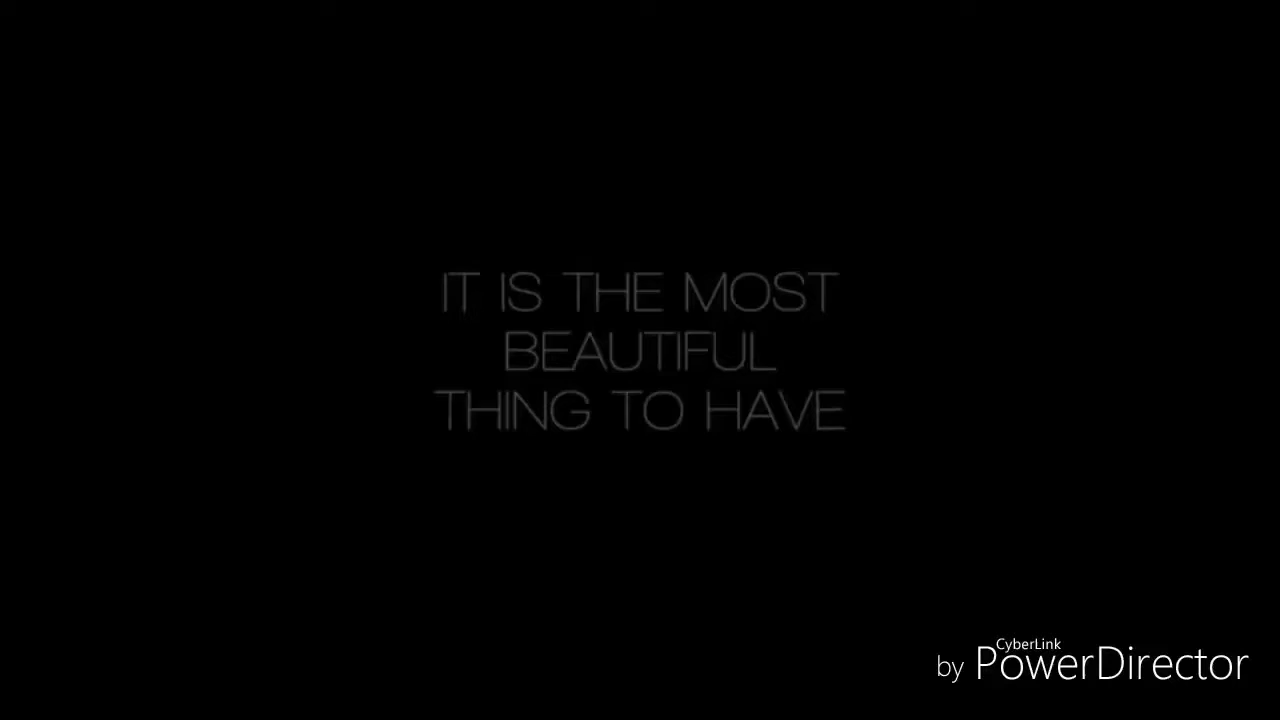 IT IS THE MOST
BEAUTIFUL
THING TO HAVE
CyberLink
by PowerDirector